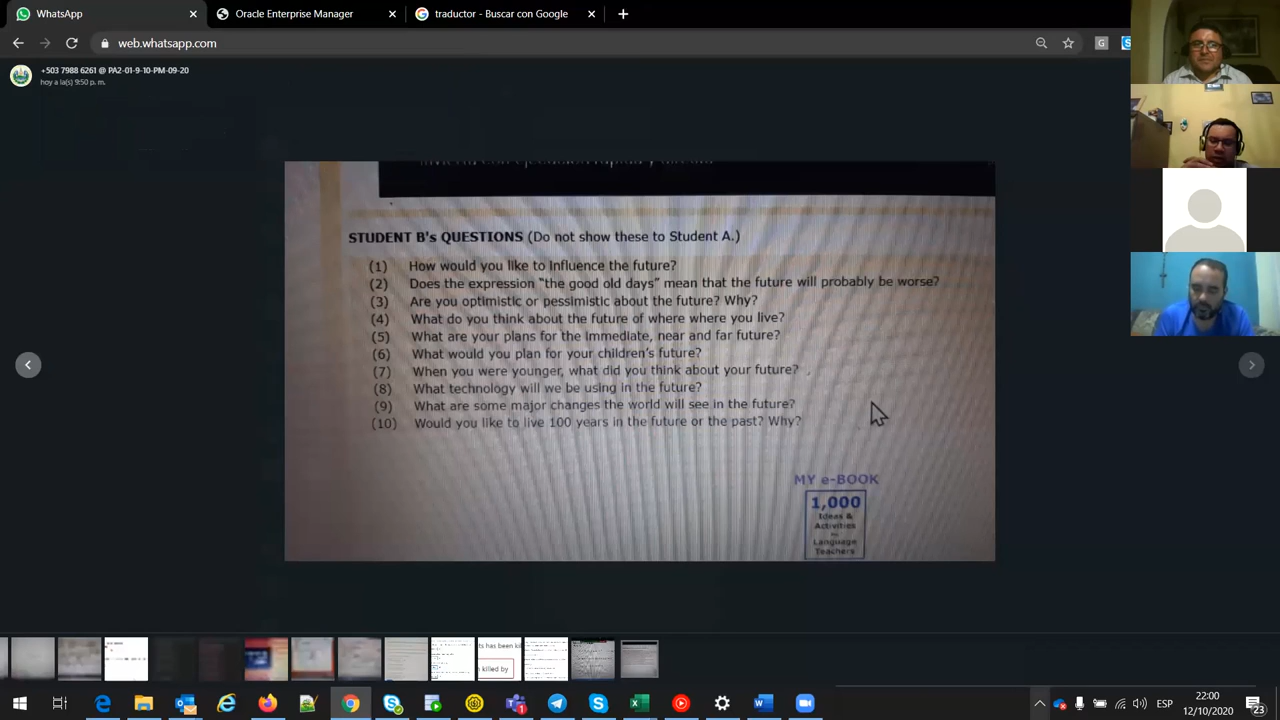 WhatsApp
Oracle Enterprise Manager
traductor - Buscar con Google
web.whatsapp.com
G
+503 7988 6261 @ PA2-01-9-10-PM-09-20
hoy a la(s) 9:50 p. m.
STUDENT B's QUESTIONS (Do not show these to Student A.)
(1) How would you like to influence the future?
(2) Does the expression "the good old days" mean that the future will probably be worse?
(3) Are you optimistic or pessimistic about the future? Why?
(4) What do you think about the future of where where you live?
(5) What are your plans for the immediate, near and far future?
(6) What would you plan for your children's future?
(7) When you were younger, what did you think about your future?
(8) What technology will we be using in the future?
(9) What are some major changes the world will see in the future?
(10) Would you like to live 100 years in the future or the past? Why?
MY e-BOOK
1,000
Ideas &
Activities
for
Language
Teachers
ts has been kil
n killed by
ESP
22:00
12/10/2020
23